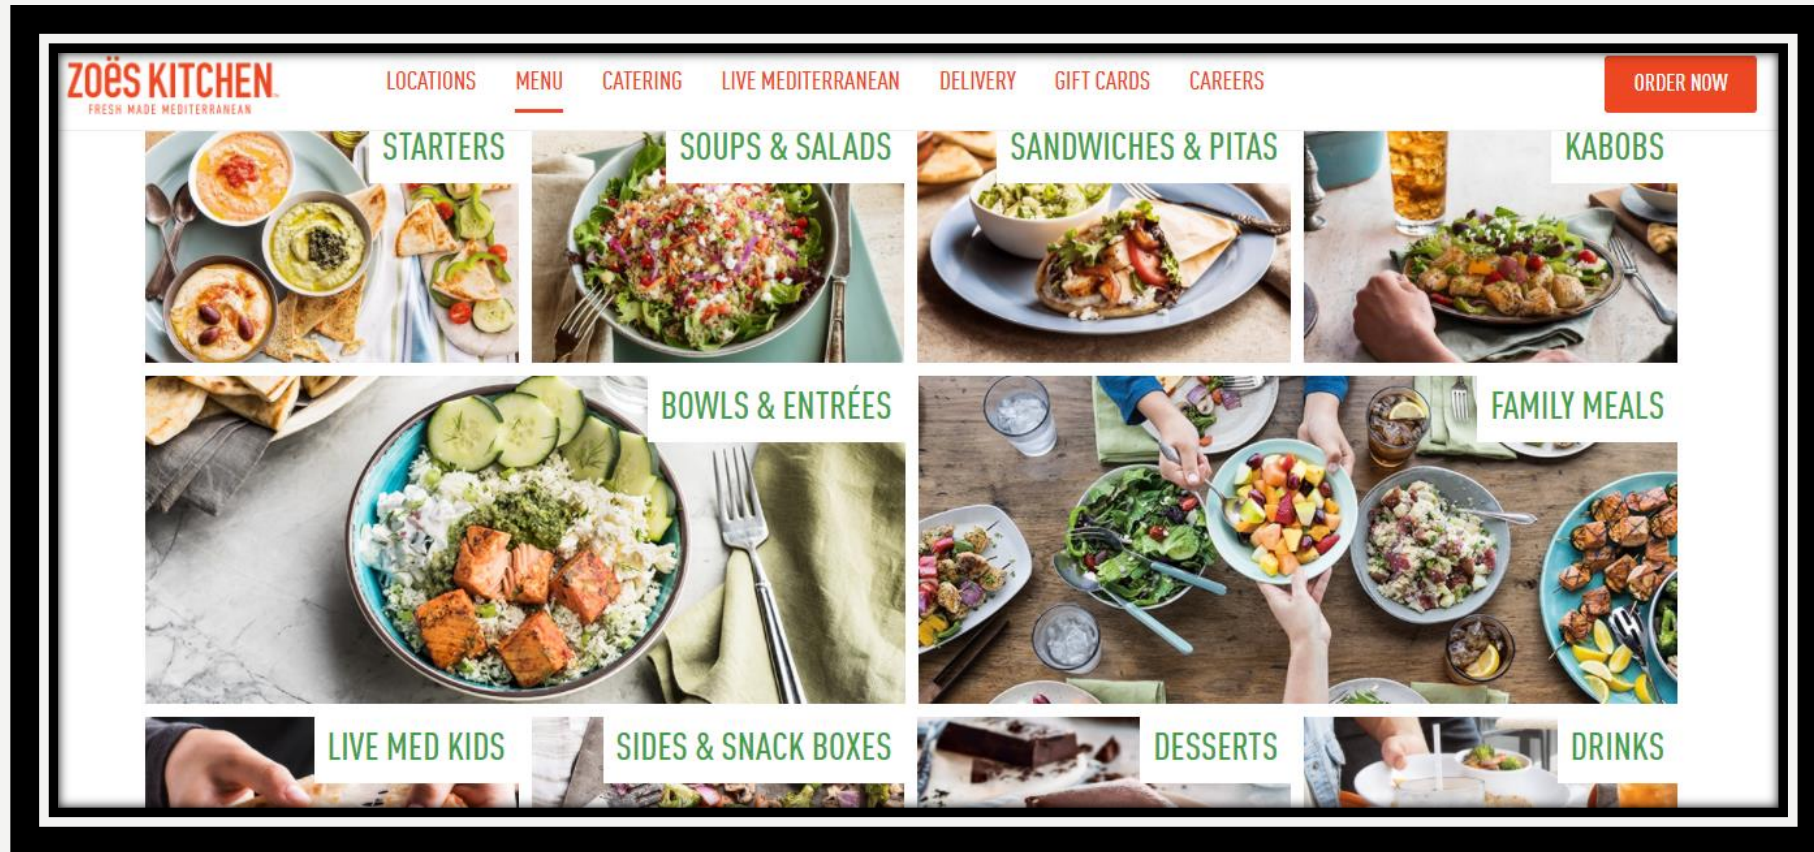 ZOËS KITCHEN
FRESH MADE MEDITERRANEAN
LOCATIONS
MENU
CATERING
LIVE MEDITERRANEAN
DELIVERY
GIFT CARDS
CAREERS
ORDER NOW
STARTERS
SOUPS & SALADS
SANDWICHES & PITAS
KABOBS
BOWLS & ENTRÉES
FAMILY MEALS
LIVE MED KIDS
SIDES & SNACK BOXES
DESSERTS
DRINKS